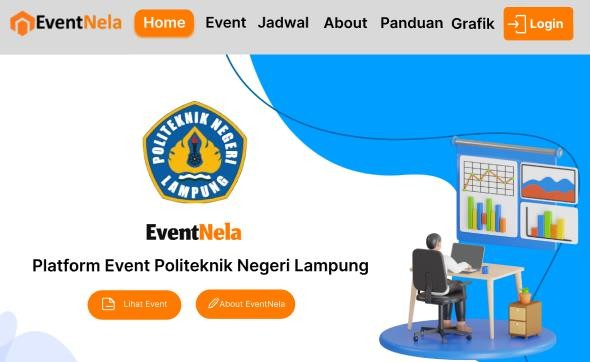 EventNela
Home
Event
Jadwal
About
Panduan
Grafik
Login
POLITEKNIK NEGERI
LAMPUNG
EventNela
Platform Event Politeknik Negeri Lampung
Lihat Event
About EventNela